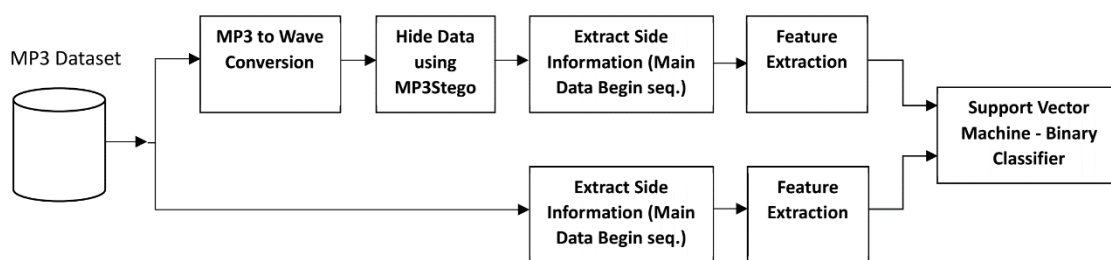 MP3 Dataset
MP3 to Wave
Conversion
Hide Data
using
MP3Stego
Extract Side
Information (Main
Data Begin seq.)
Feature
Extraction
Support Vector
Machine - Binary
Classifier
Extract Side
Information (Main
Data Begin seq.)
Feature
Extraction